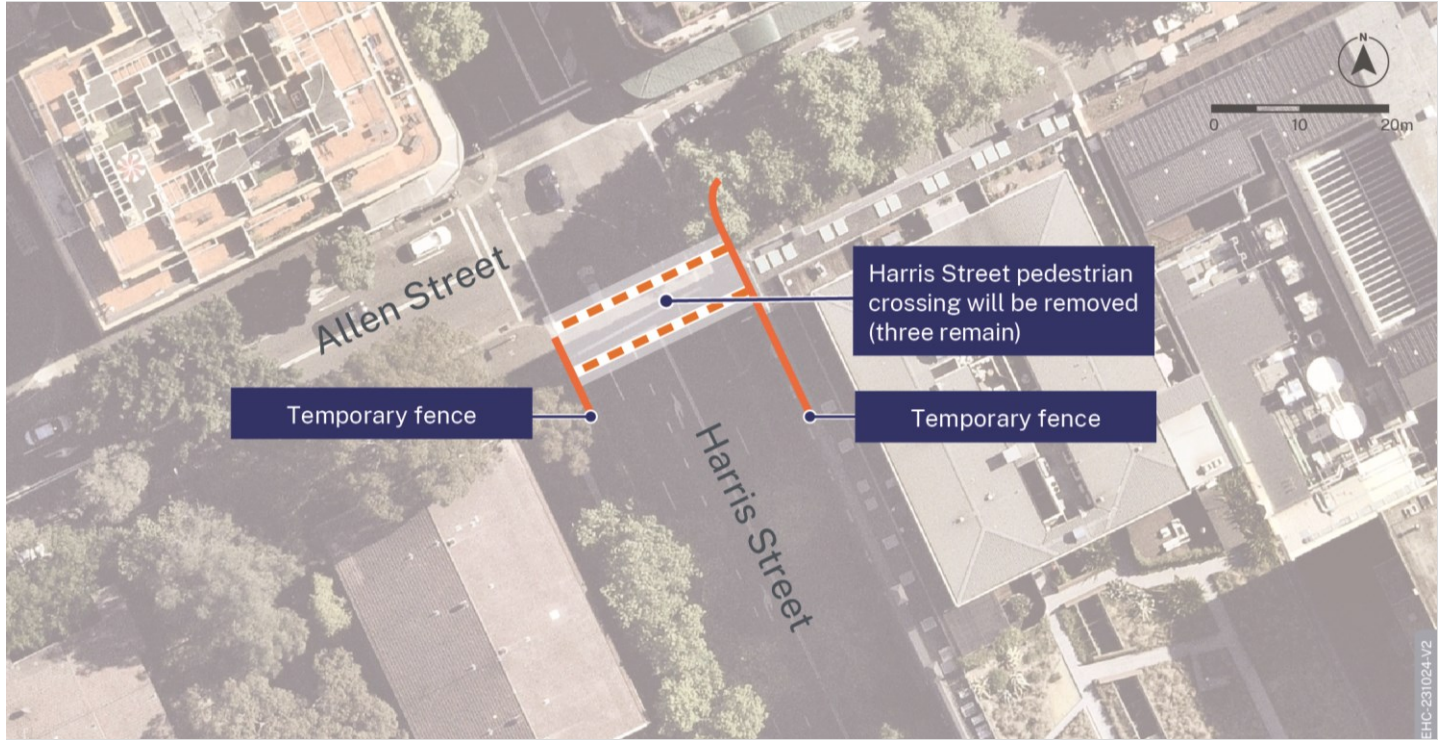 N
0 10 20m
Allen Street
Harris Street pedestrian
crossing will be removed
(three remain)
Temporary fence
Temporary fence
Harris Street
EHC-231024-V2